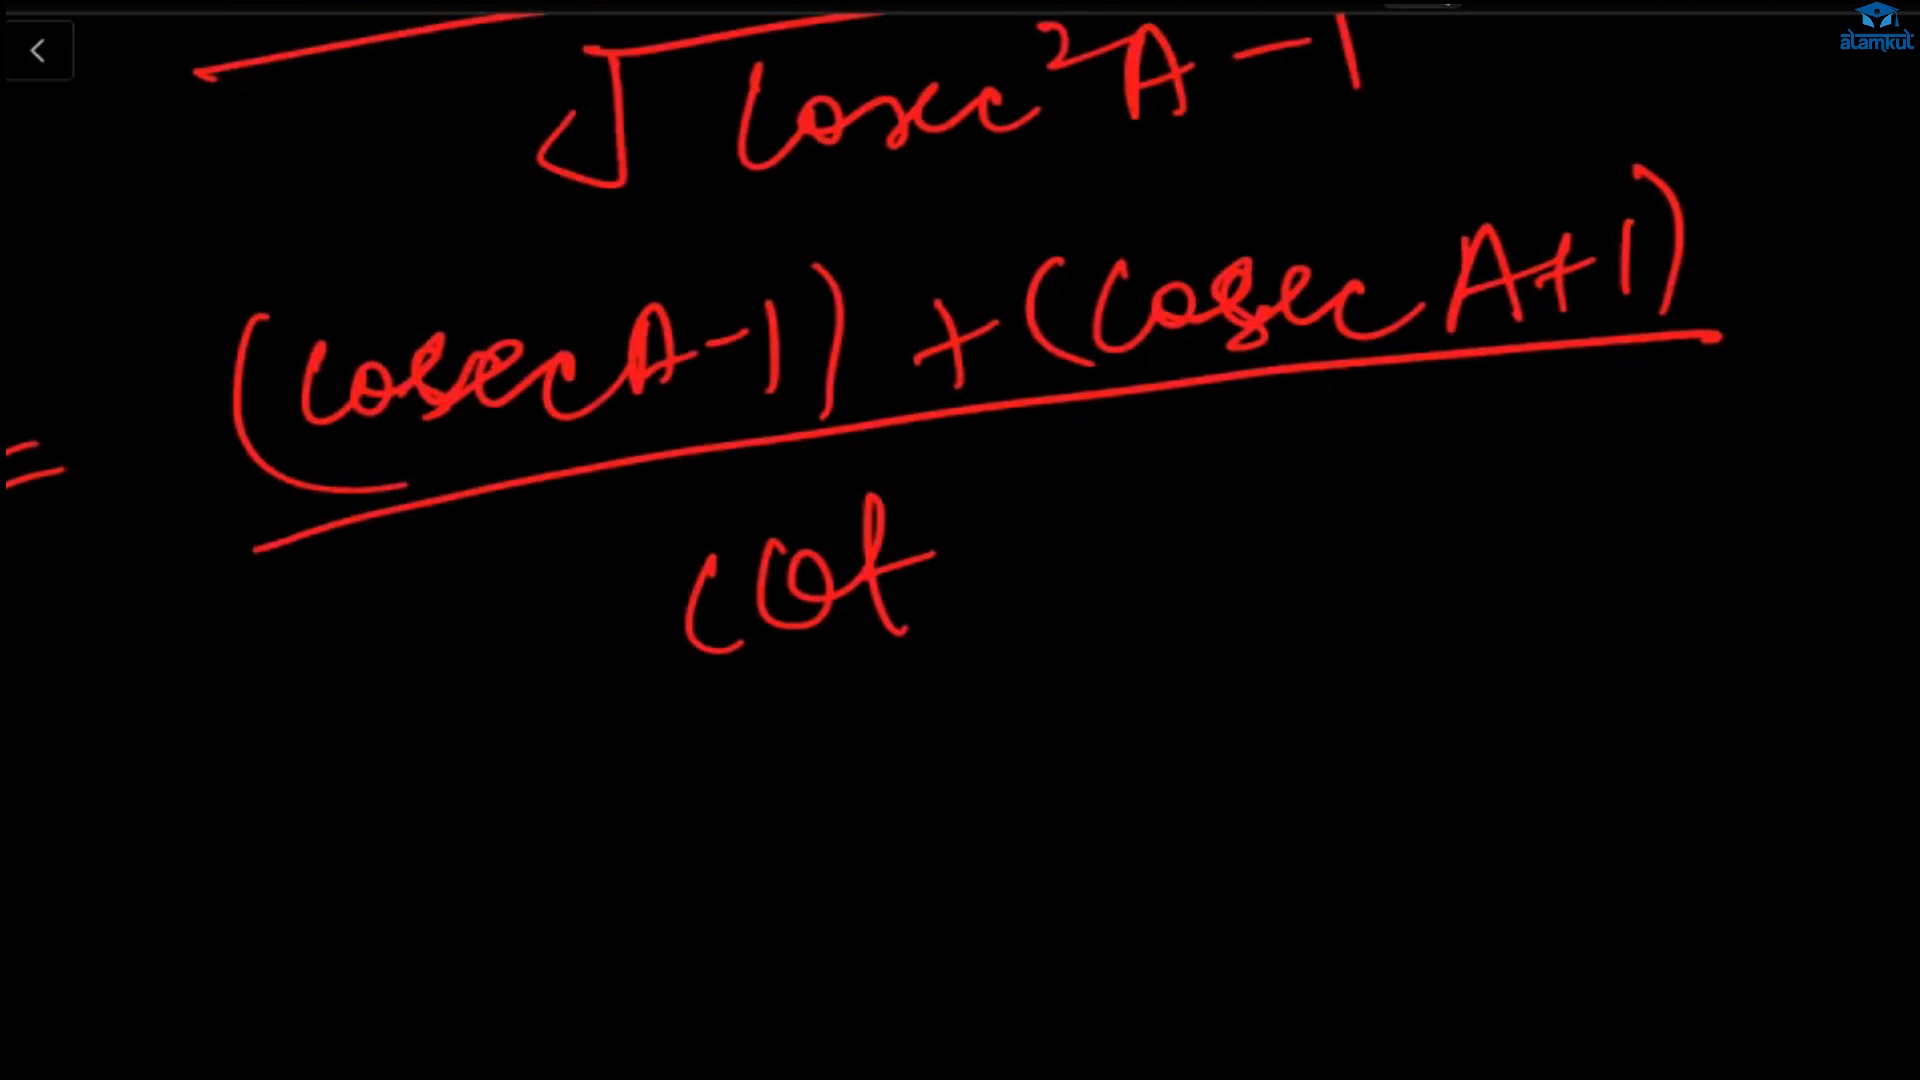 alamkut
√cosec²A - 1
= (cosecA - 1) + (cosec A + 1)
cot